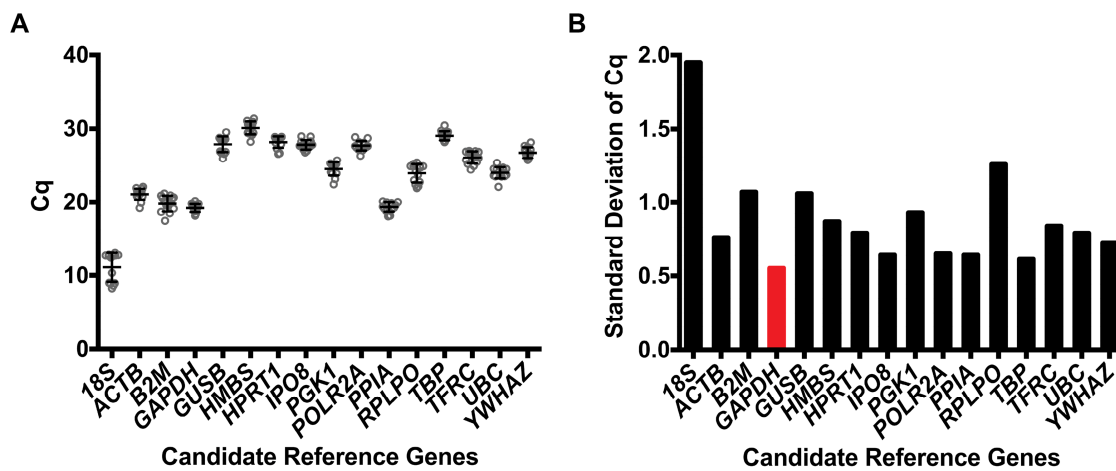 A
Cq
40
30
20
10
0
18S
ACTB
B2M
GAPDH
GUSB
HMBS
HPRT1
IPO8
PGK1
POLR2A
PPIA
RPLPO
TBP
TFRC
UBC
YWHAZ
Candidate Reference Genes
B
Standard Deviation of Cq
2.0
1.5
1.0
0.5
0.0
18S
ACTB
B2M
GAPDH
GUSB
HMBS
HPRT1
IPO8
PGK1
POLR2A
PPIA
RPLPO
TBP
TFRC
UBC
YWHAZ
Candidate Reference Genes